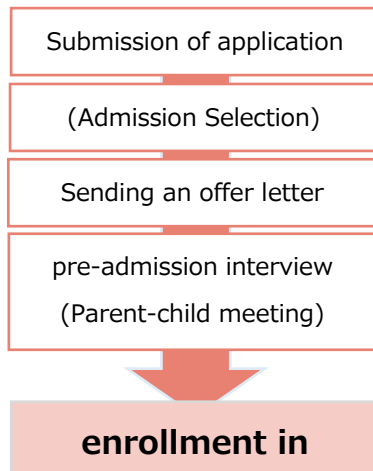 Submission of application
(Admission Selection)
Sending an offer letter
pre-admission interview
(Parent-child meeting)
enrollment in